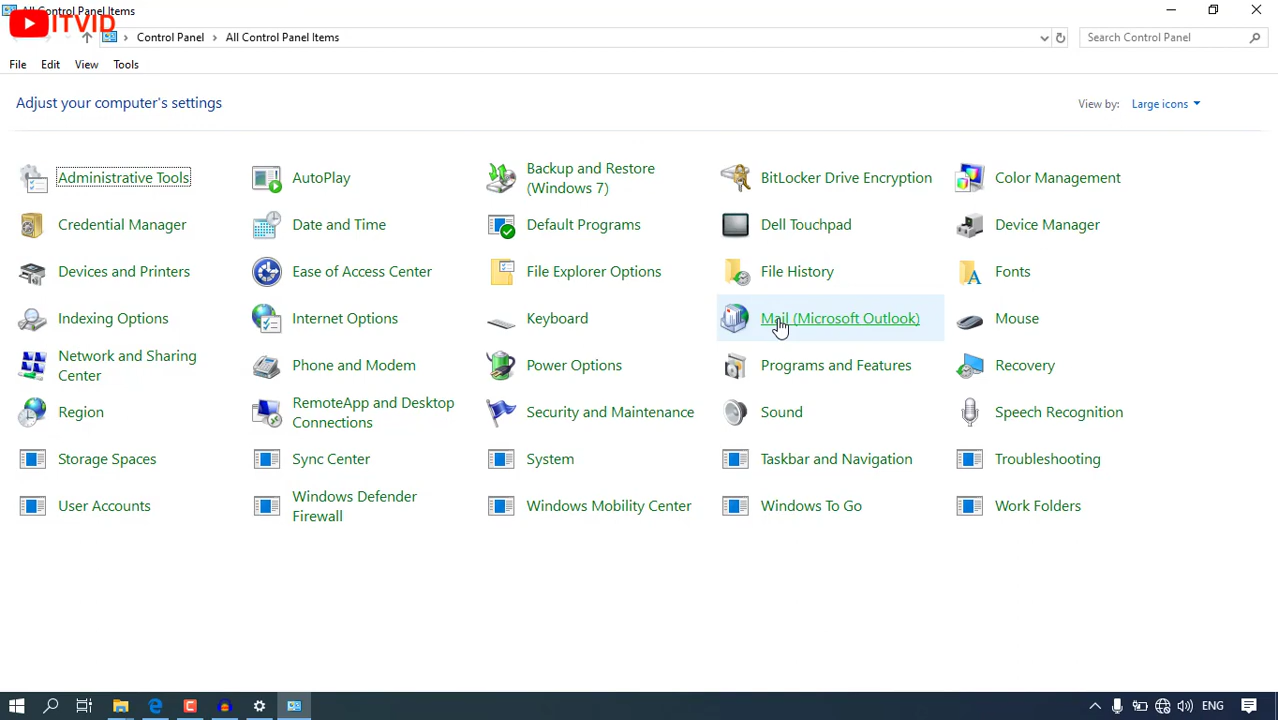 All Control Panel Items
ITVID
Control Panel > All Control Panel Items
Search Control Panel
File Edit View Tools
Adjust your computer's settings
View by: Large icons
Administrative Tools
AutoPlay
Backup and Restore
(Windows 7)
BitLocker Drive Encryption
Color Management
Credential Manager
Date and Time
Default Programs
Dell Touchpad
Device Manager
Devices and Printers
Ease of Access Center
File Explorer Options
File History
Fonts
Indexing Options
Internet Options
Keyboard
Mail (Microsoft Outlook)
Mouse
Network and Sharing
Center
Phone and Modem
Power Options
Programs and Features
Recovery
Region
RemoteApp and Desktop
Connections
Security and Maintenance
Sound
Speech Recognition
Storage Spaces
Sync Center
System
Taskbar and Navigation
Troubleshooting
User Accounts
Windows Defender
Firewall
Windows Mobility Center
Windows To Go
Work Folders
ENG